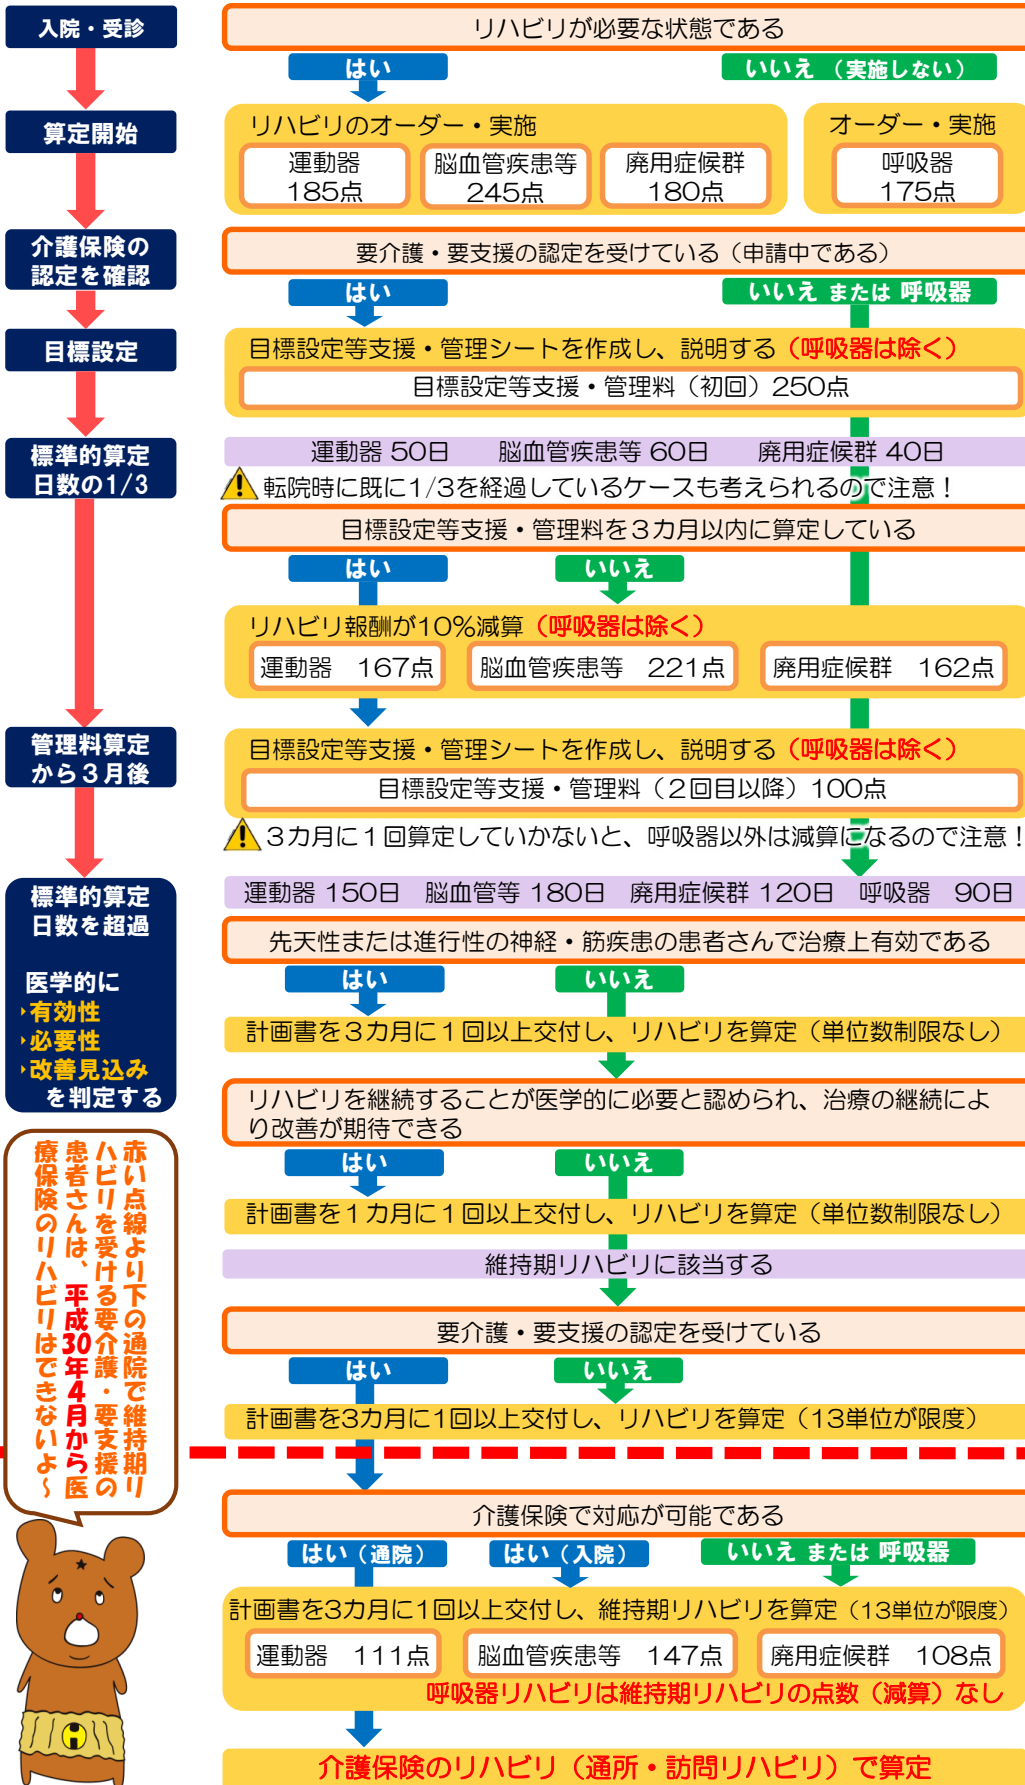 入院・受診
リハビリが必要な状態である
はい
いいえ（実施しない）
算定開始
リハビリのオーダー・実施
オーダー・実施
運動器
185点
脳血管疾患等
245点
廃用症候群
180点
呼吸器
175点
介護保険の
認定を確認
要介護・要支援の認定を受けている（申請中である）
はい
いいえ または 呼吸器
目標設定
目標設定等支援・管理シートを作成し、説明する（呼吸器は除く）
目標設定等支援・管理料（初回）250点
標準的算定
日数の1/3
運動器 50日　脳血管疾患等 60日　廃用症候群 40日
転院時に既に1/3を経過しているケースも考えられるので注意！
目標設定等支援・管理料を3カ月以内に算定している
はい
いいえ
リハビリ報酬が10％減算（呼吸器は除く）
運動器　167点
脳血管疾患等　221点
廃用症候群　162点
管理料算定
から３月後
目標設定等支援・管理シートを作成し、説明する（呼吸器は除く）
目標設定等支援・管理料（２回目以降）100点
３カ月に１回算定していかないと、呼吸器以外は減算になるので注意！
標準的算定
日数を超過
医学的に
有効性
必要性
改善見込み
を判定する
運動器 150日　脳血管等 180日　廃用症候群 120日　呼吸器　90日
先天性または進行性の神経・筋疾患の患者さんで治療上有効である
はい
いいえ
計画書を３カ月に１回以上交付し、リハビリを算定（単位数制限なし）
リハビリを継続することが医学的に必要と認められ、治療の継続によ
り改善が期待できる
はい
いいえ
計画書を１カ月に１回以上交付し、リハビリを算定（単位数制限なし）
維持期リハビリに該当する
要介護・要支援の認定を受けている
はい
いいえ
計画書を3カ月に1回以上交付し、リハビリを算定（13単位が限度）
赤い点線より下の通院で維持期リ
ハビリを受ける要介護・要支援の
患者さんは、平成30年4月から医
療保険のリハビリはできないよ～
介護保険で対応が可能である
はい（通院）
はい（入院）
いいえ または 呼吸器
計画書を3カ月に1回以上交付し、維持期リハビリを算定（13単位が限度）
運動器　111点
脳血管疾患等　147点
廃用症候群　108点
呼吸器リハビリは維持期リハビリの点数（減算）なし
介護保険のリハビリ（通所・訪問リハビリ）で算定